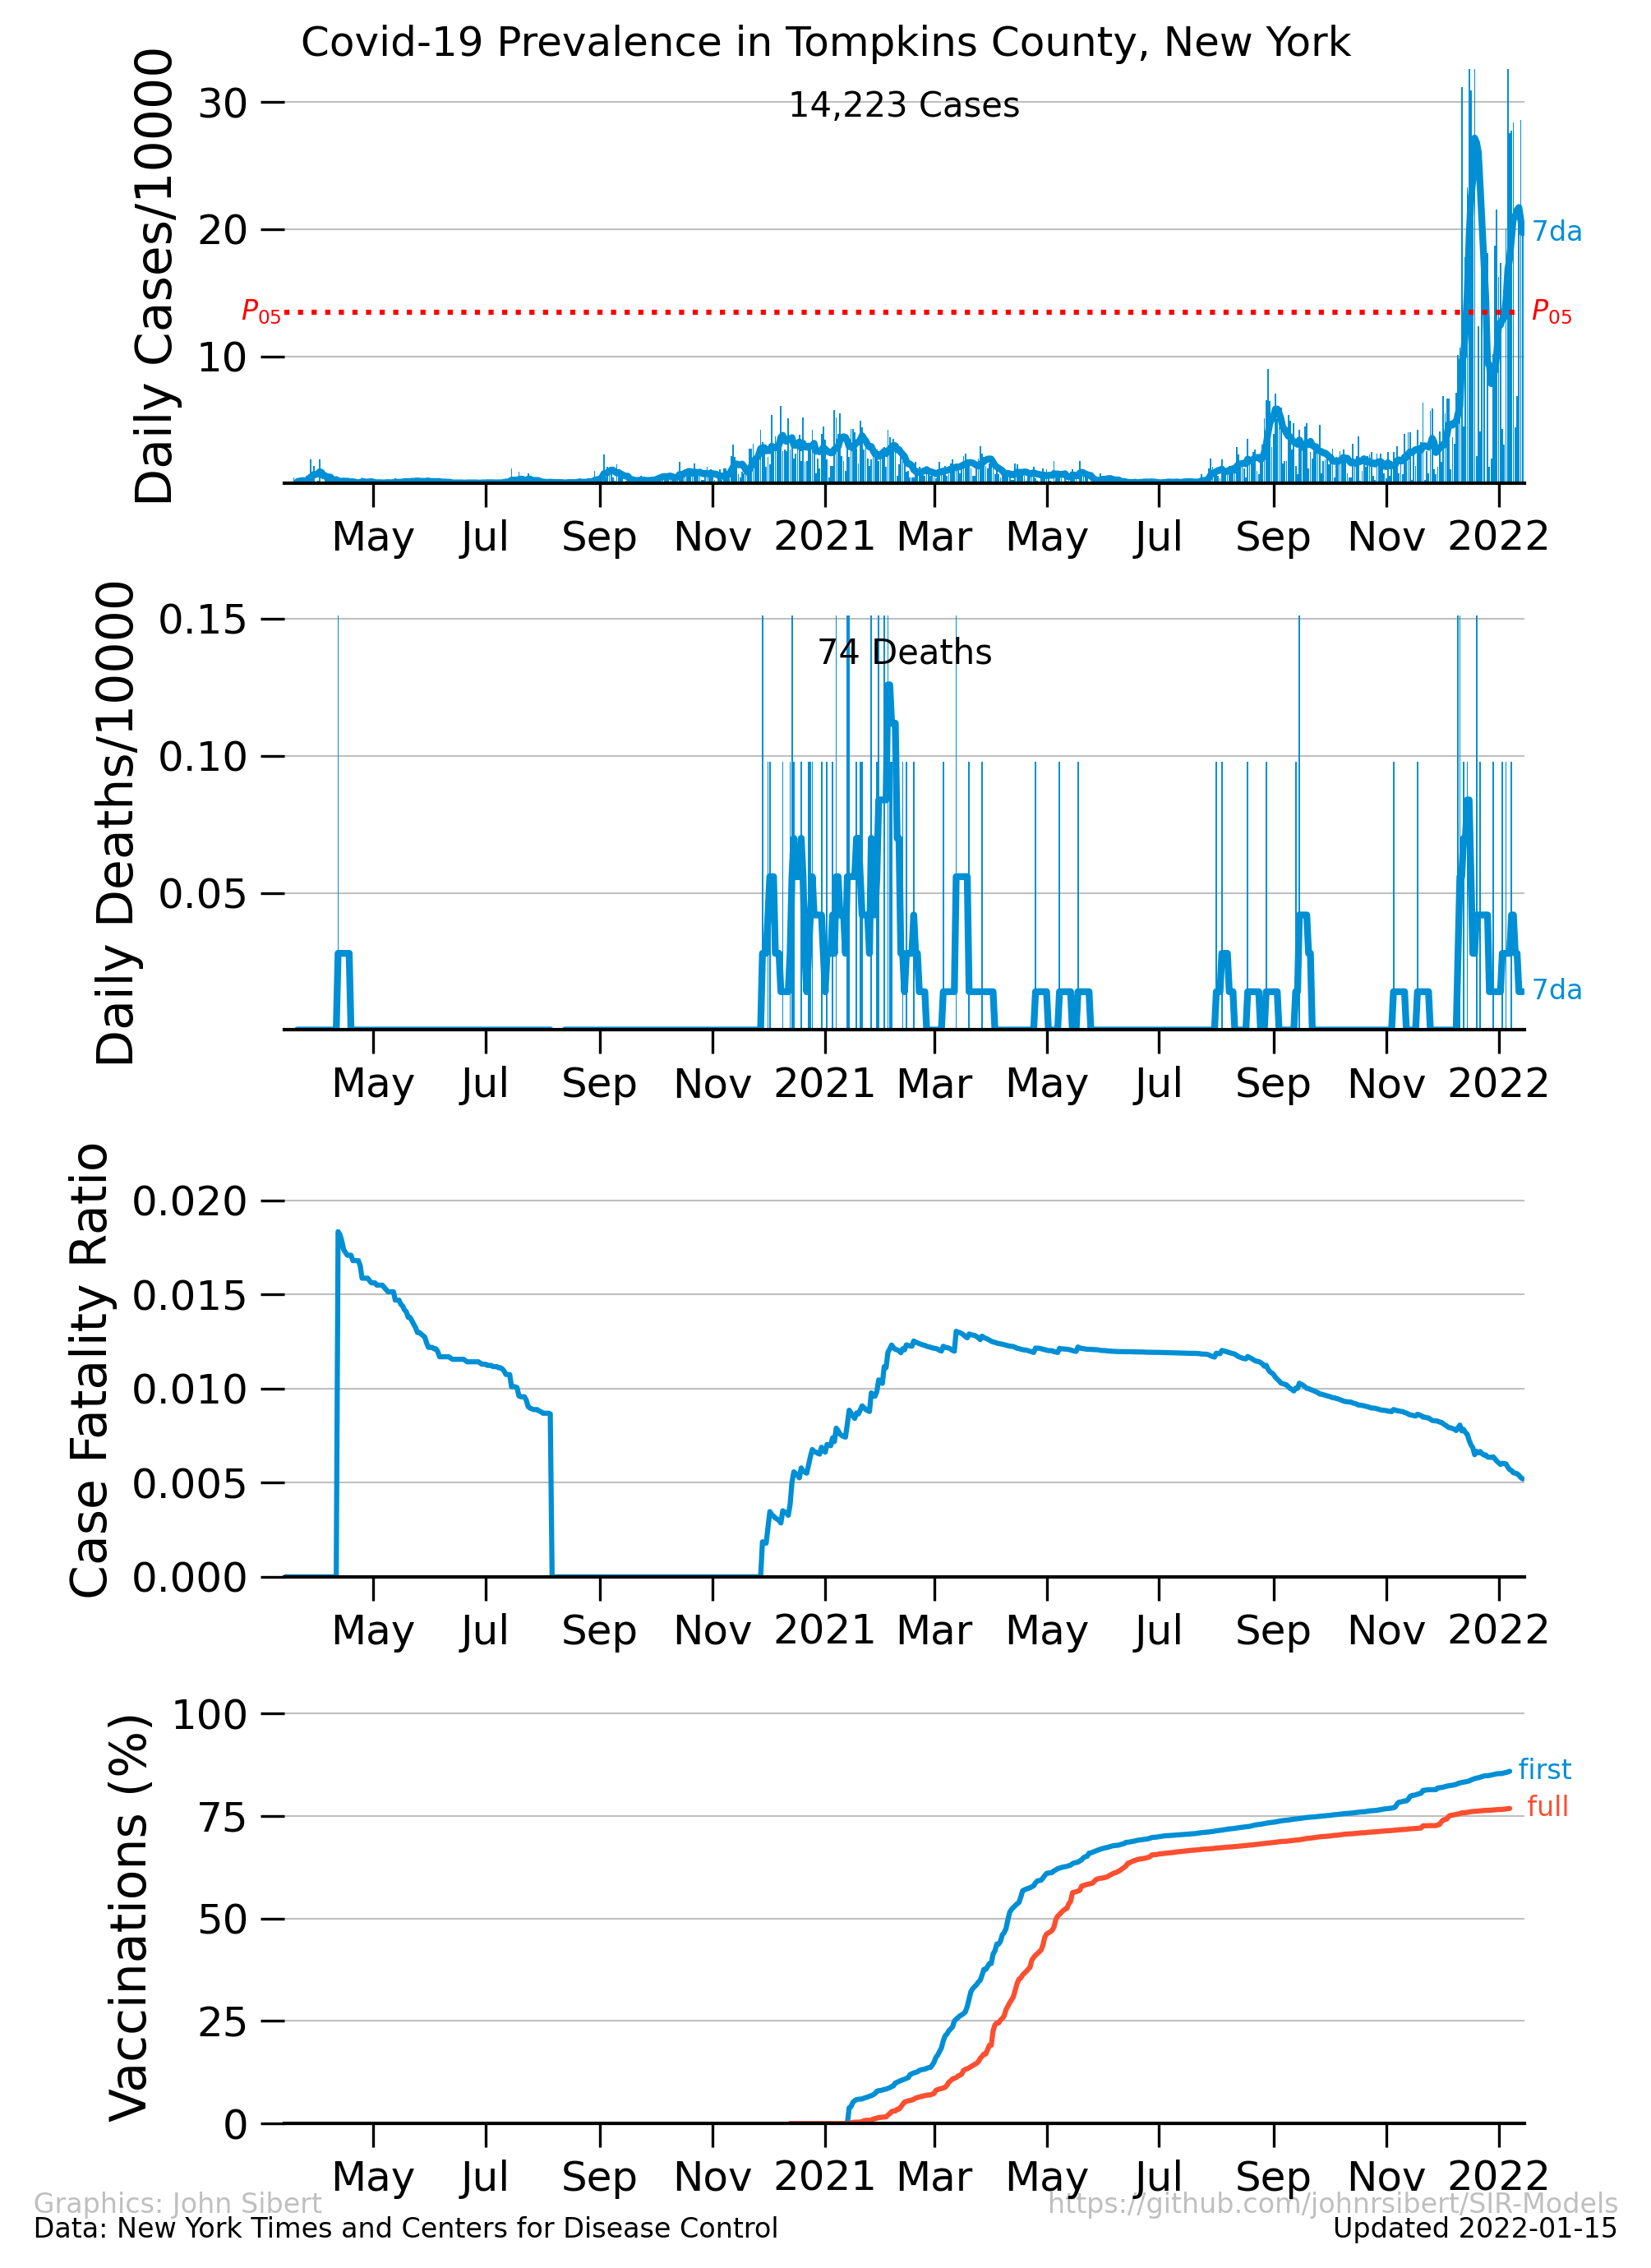 Covid-19 Prevalence in Tompkins County, New York
Daily Cases/10000
30
20
10
14,223 Cases
7da
P05
P05
May Jul Sep Nov 2021 Mar May Jul Sep Nov 2022
Daily Deaths/10000
0.15
0.10
0.05
74 Deaths
7da
May Jul Sep Nov 2021 Mar May Jul Sep Nov 2022
Case Fatality Ratio
0.020
0.015
0.010
0.005
0.000
May Jul Sep Nov 2021 Mar May Jul Sep Nov 2022
Vaccinations (%)
100
75
50
25
0
first
full
May Jul Sep Nov 2021 Mar May Jul Sep Nov 2022
Graphics: John Sibert
https://github.com/johnrsibert/SIR-Models
Data: New York Times and Centers for Disease Control
Updated 2022-01-15